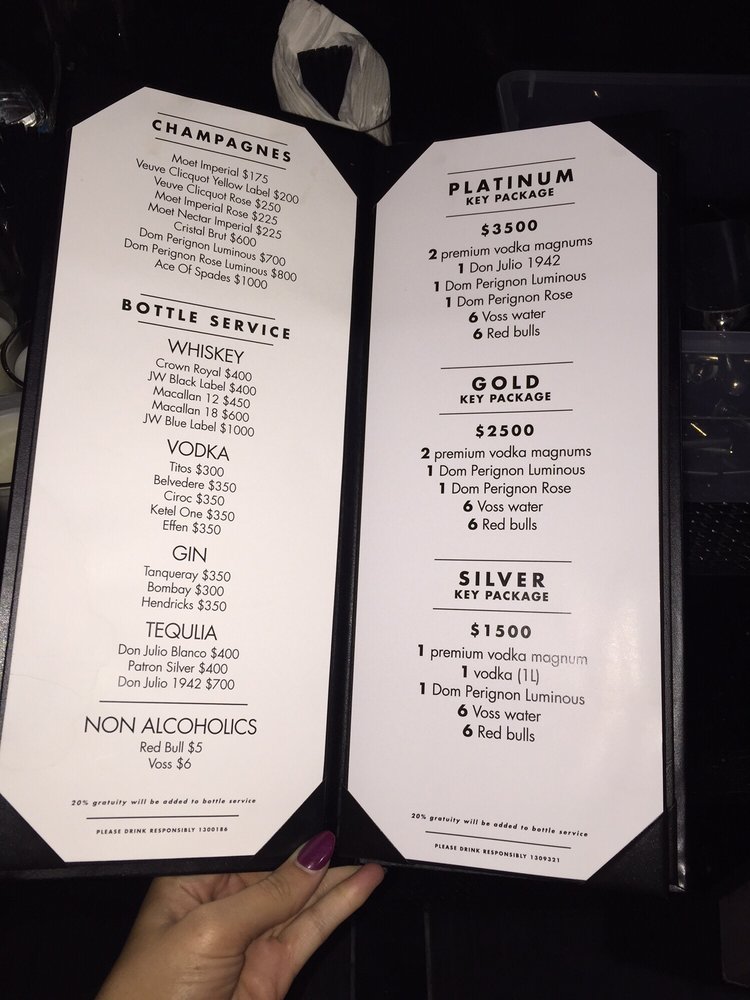 CHAMPAGNES
Moet Imperial $175
Veuve Clicquot Yellow Label $200
Veuve Clicquot Rose $250
Moet Imperial Rose $225
Moet Nectar Imperial $225
Cristal Brut $600
Dom Perignon Luminous $700
Dom Perignon Rose Luminous $800
Ace Of Spades $1000
BOTTLE SERVICE
WHISKEY
Crown Royal $400
JW Black Label $400
Macallan 12 $450
Macallan 18 $600
JW Blue Label $1000
VODKA
Titos $300
Belvedere $350
Ciroc $350
Ketel One $350
Effen $350
GIN
Tanqueray $350
Bombay $300
Hendricks $350
TEQULIA
Don Julio Blanco $400
Patron Silver $400
Don Julio 1942 $700
NON ALCOHOLICS
Red Bull $5
Voss $6
20% gratuity will be added to bottle service
PLEASE DRINK RESPONSIBLY 1300186
PLATINUM
KEY PACKAGE
$3500
2 premium vodka magnums
1 Don Julio 1942
1 Dom Perignon Luminous
1 Dom Perignon Rose
6 Voss water
6 Red bulls
GOLD
KEY PACKAGE
$2500
2 premium vodka magnums
1 Dom Perignon Luminous
1 Dom Perignon Rose
6 Voss water
6 Red bulls
SILVER
KEY PACKAGE
$1500
1 premium vodka magnum
1 vodka (1L)
1 Dom Perignon Luminous
6 Voss water
6 Red bulls
20% gratuity will be added to bottle service
PLEASE DRINK RESPONSIBLY 1309321